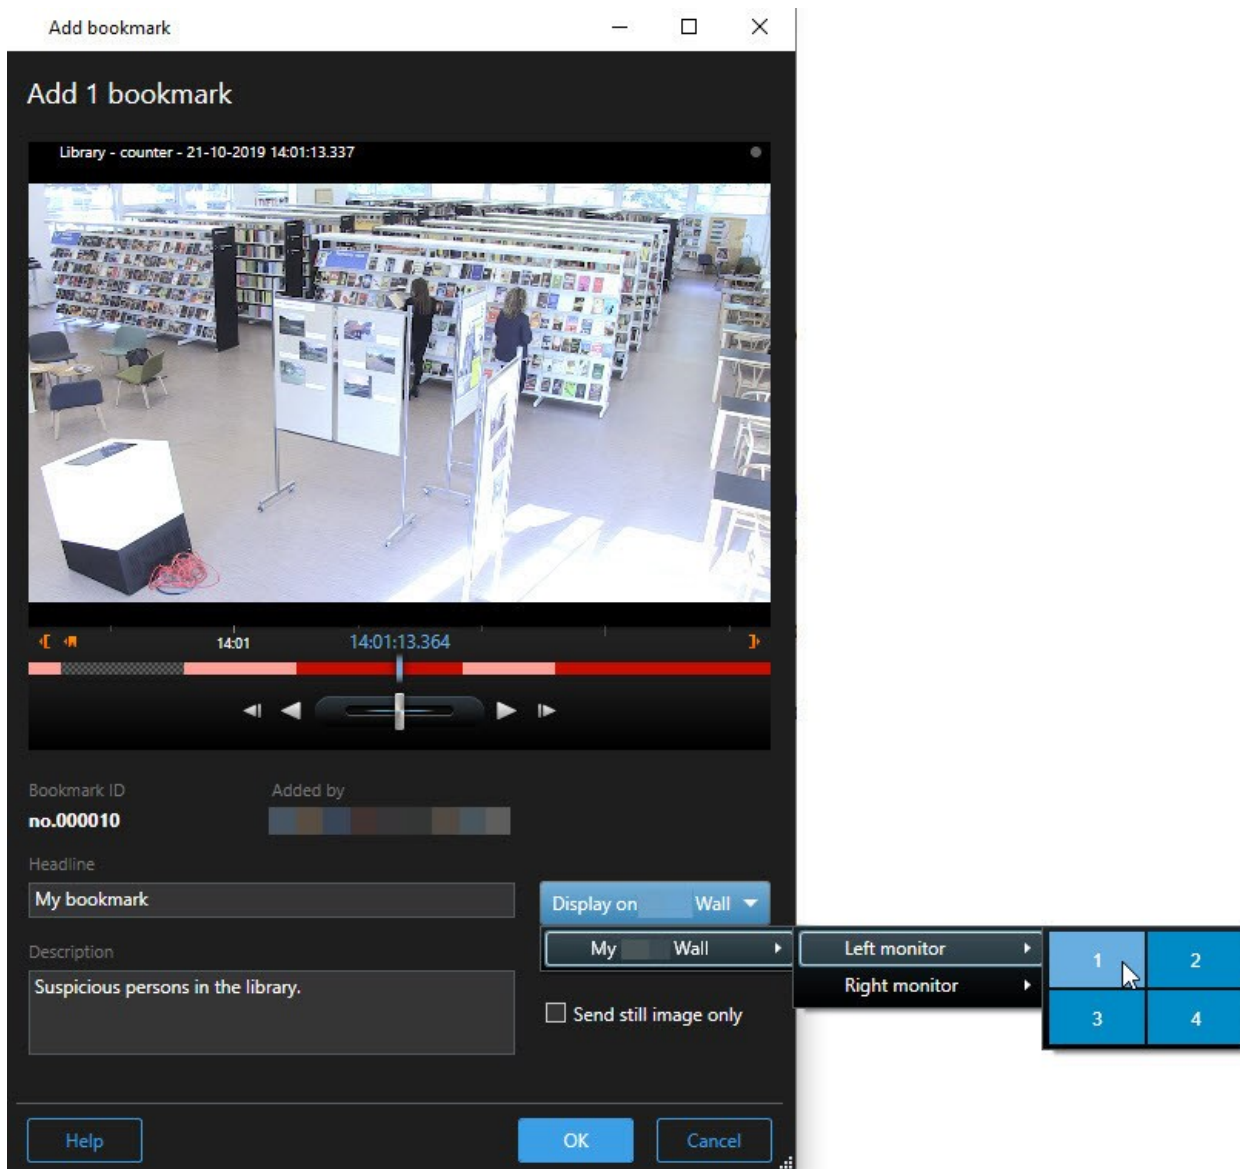 Add bookmark
Add 1 bookmark
Library - counter - 21-10-2019 14:01:13.337
14:01
14:01:13.364
Bookmark ID
Added by
no.000010
Headline
My bookmark
Display on Wall
My Wall
Left monitor
1
2
Description
Right monitor
Suspicious persons in the library.
Send still image only
3
4
Help
OK
Cancel